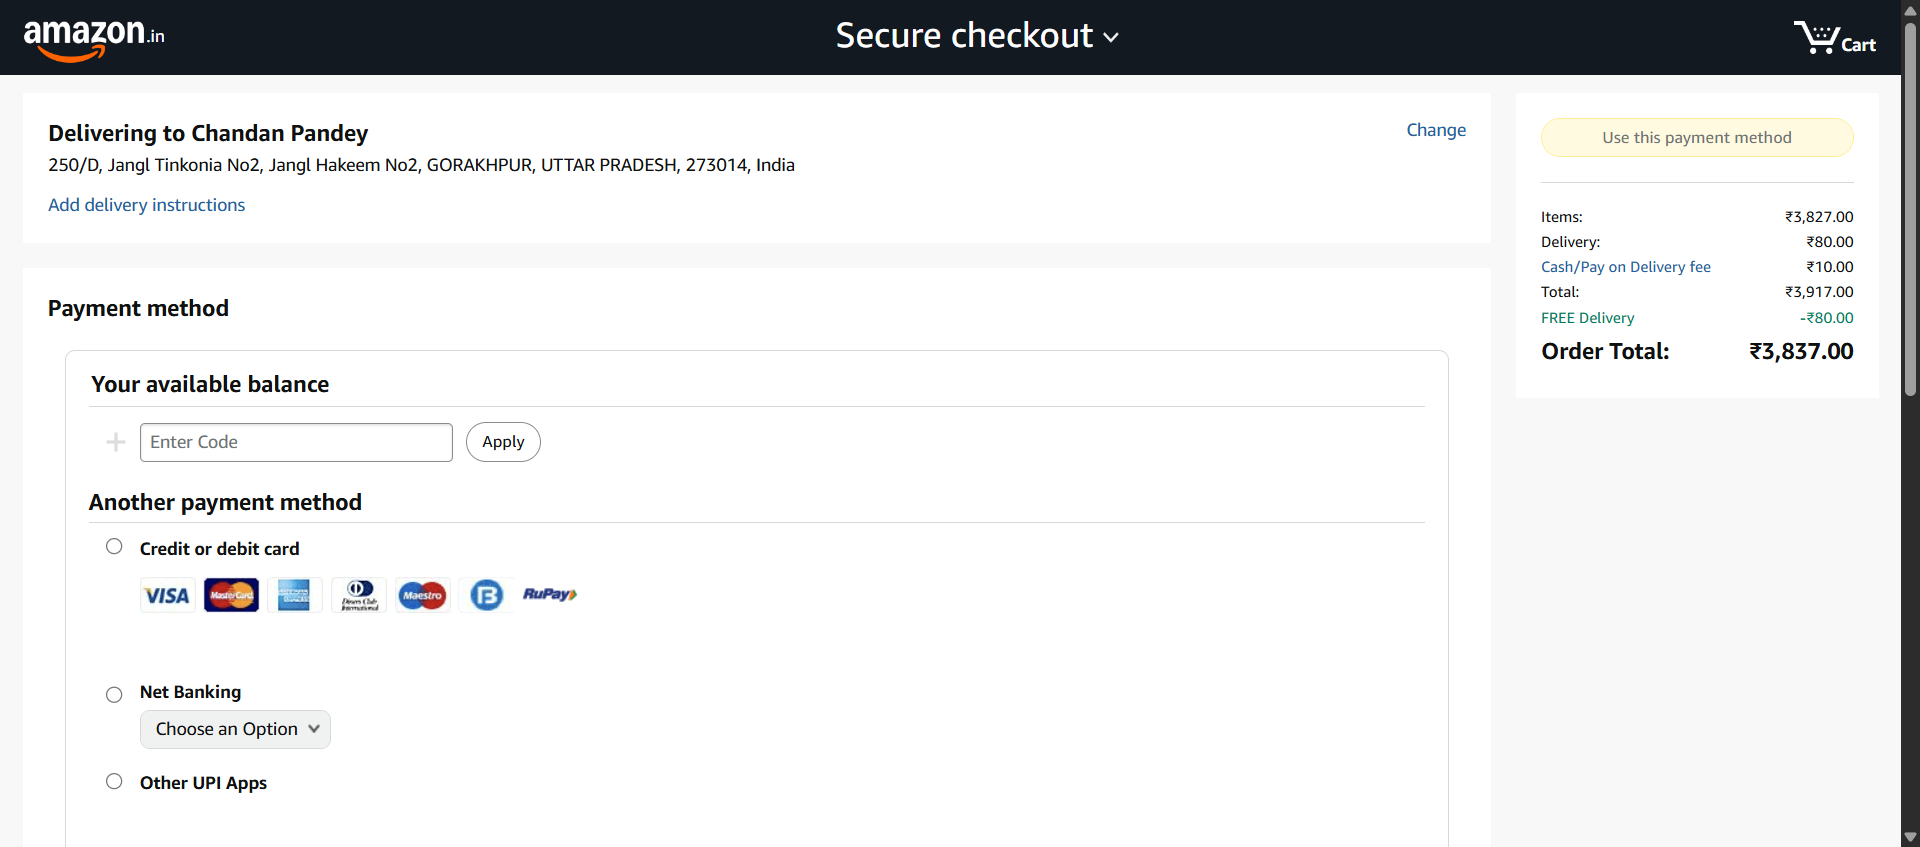 amazon.in
Secure checkout
Cart
Delivering to Chandan Pandey
Change
250/D, Jangl Tinkonia No2, Jangl Hakeem No2, GORAKHPUR, UTTAR PRADESH, 273014, India
Add delivery instructions
Payment method
Your available balance
Enter Code
Apply
Another payment method
Credit or debit card
VISA
MasterCard
Diners Club
International
Maestro
B
RuPay
Net Banking
Choose an Option
Other UPI Apps
Use this payment method
Items: ₹3,827.00
Delivery: ₹80.00
Cash/Pay on Delivery fee ₹10.00
Total: ₹3,917.00
FREE Delivery -₹80.00
Order Total: ₹3,837.00